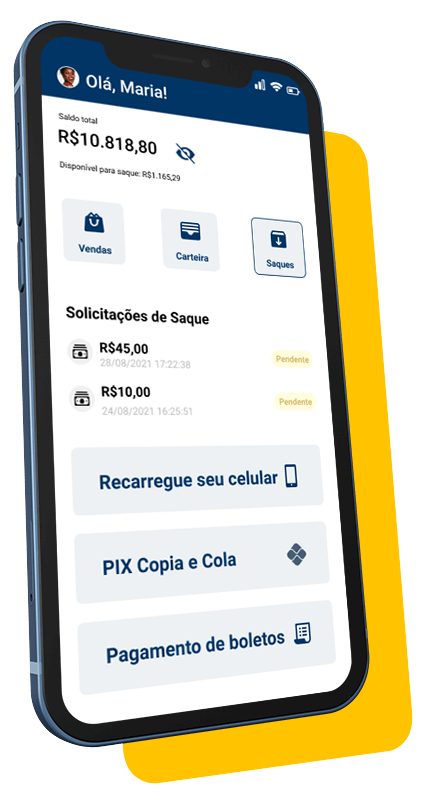 Olá, Maria!
Saldo total
R$10.818,80
Disponível para saque: R$1.165,29
Vendas
Carteira
Saques
Solicitações de Saque
R$45,00
Pendente
28/08/2021 17:22:38
R$10,00
Pendente
24/08/2021 16:25:51
Recarregue seu celular
PIX Copia e Cola
Pagamento de boletos